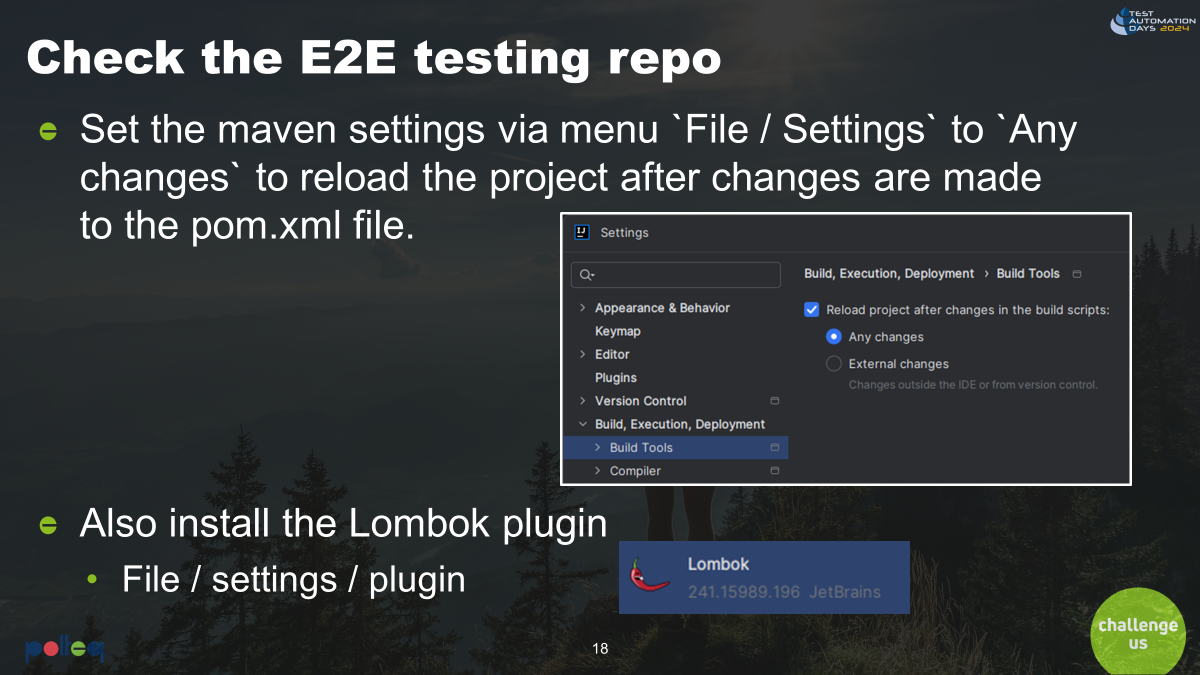 TEST
AUTOMATION
DAYS 2024
Check the E2E testing repo
Set the maven settings via menu `File / Settings` to `Any
changes` to reload the project after changes are made
to the pom.xml file.
Settings
Build, Execution, Deployment › Build Tools
Appearance & Behavior
Reload project after changes in the build scripts:
Keymap
Any changes
Editor
External changes
Plugins
Changes outside the IDE or from version control.
Version Control
Build, Execution, Deployment
Build Tools
Compiler
Also install the Lombok plugin
Lombok
File / settings / plugin
241.15989.196 JetBrains
polteq
18
challenge
us